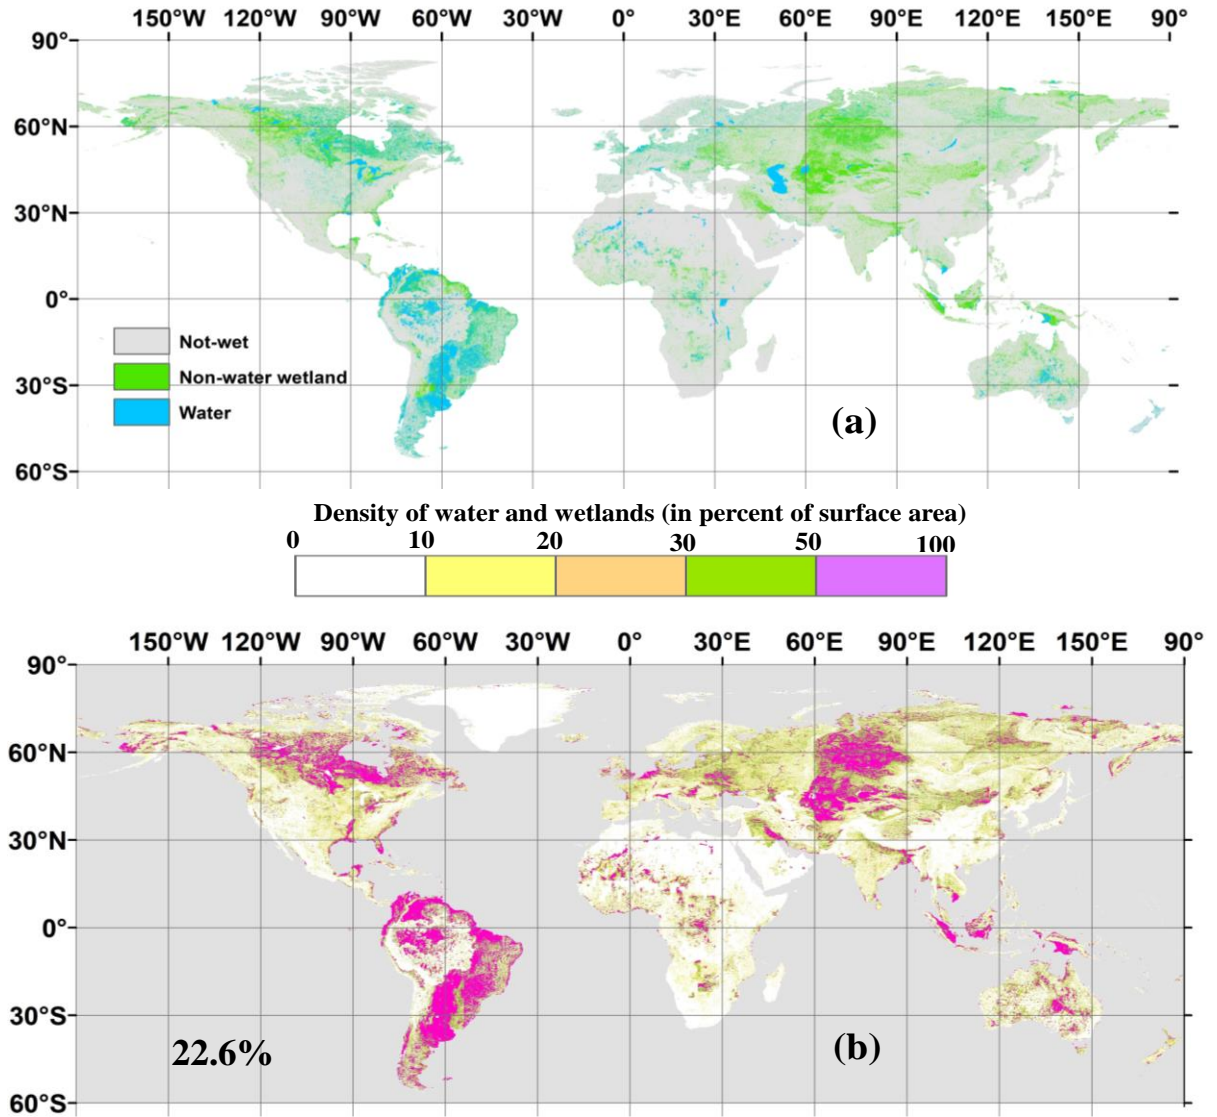 150°W 120°W 90°W 60°W 30°W 0° 30°E 60°E 90°E 120°E 150°E 90°
90°
60°N
30°N
0°
Not-wet
Non-water wetland
30°S
Water
(a)
60°S
Density of water and wetlands (in percent of surface area)
0 10 20 30 50 100
150°W 120°W 90°W 60°W 30°W 0° 30°E 60°E 90°E 120°E 150°E 90°
90°
60°N
30°N
0°
30°S
22.6%
(b)
60°S